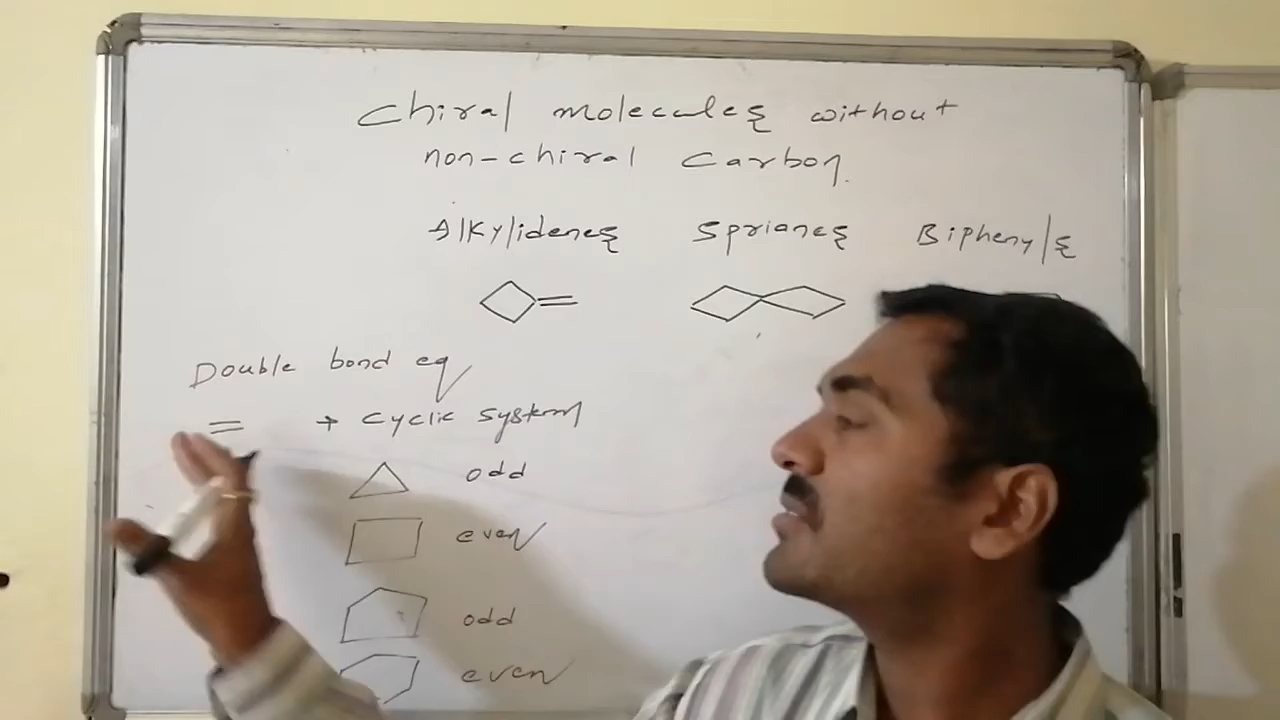 Chiral molecules without
non-chiral Carbon.
Alkylidenes Sprianes Biphenyls
Double bond eq
= → cyclic system
odd
even
odd
even